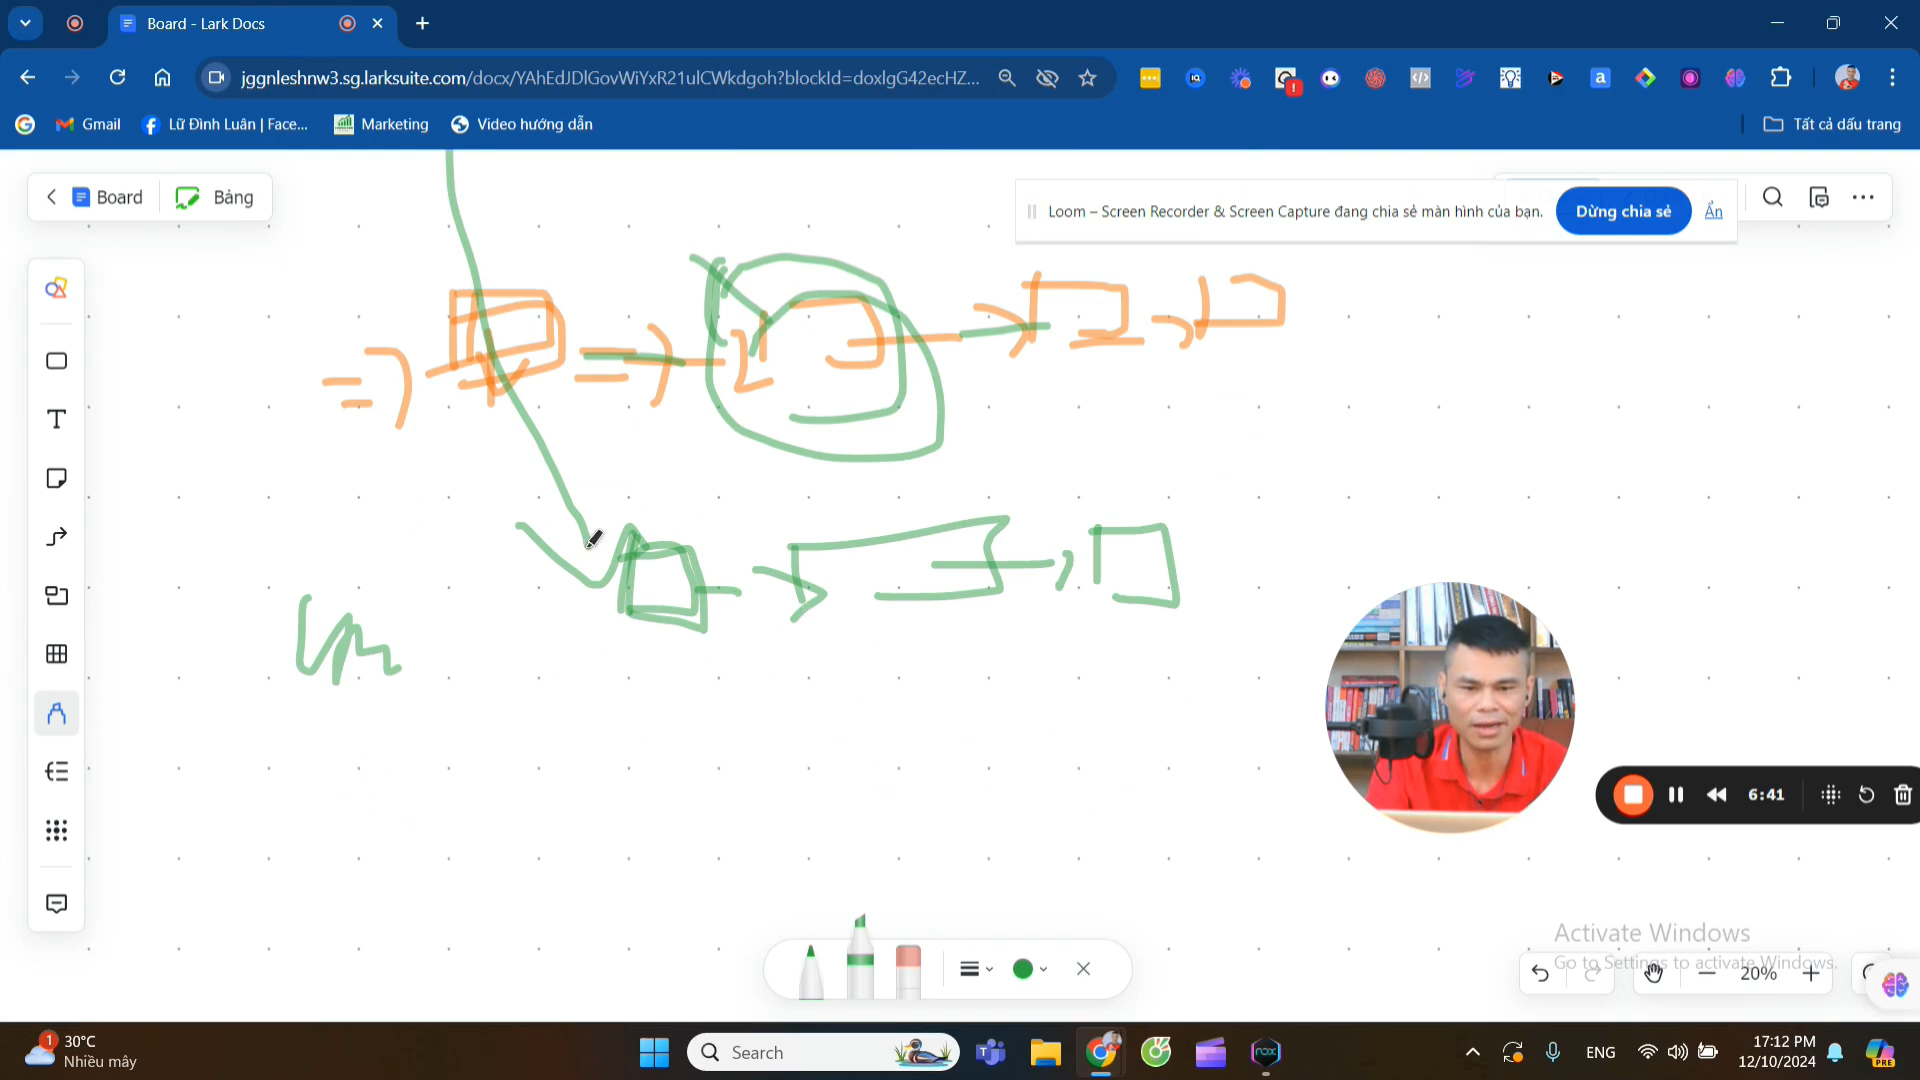 Board - Lark Docs
jggnleshnw3.sg.larksuite.com/docx/YAhEdJDlGovWiYxR21ulCWkdgoh?blockId=doxlgG42ecHZ...
Gmail
Lữ Đình Luân | Face...
Marketing
Video hướng dẫn
Tất cả dấu trang
Board
Bảng
Loom – Screen Recorder & Screen Capture đang chia sẻ màn hình của bạn.
Dừng chia sẻ
Ẩn
6:41
Activate Windows
Go to Settings to activate Windows.
20%
1
30°C
Nhiều mây
Search
ENG
17:12 PM
12/10/2024
PRE